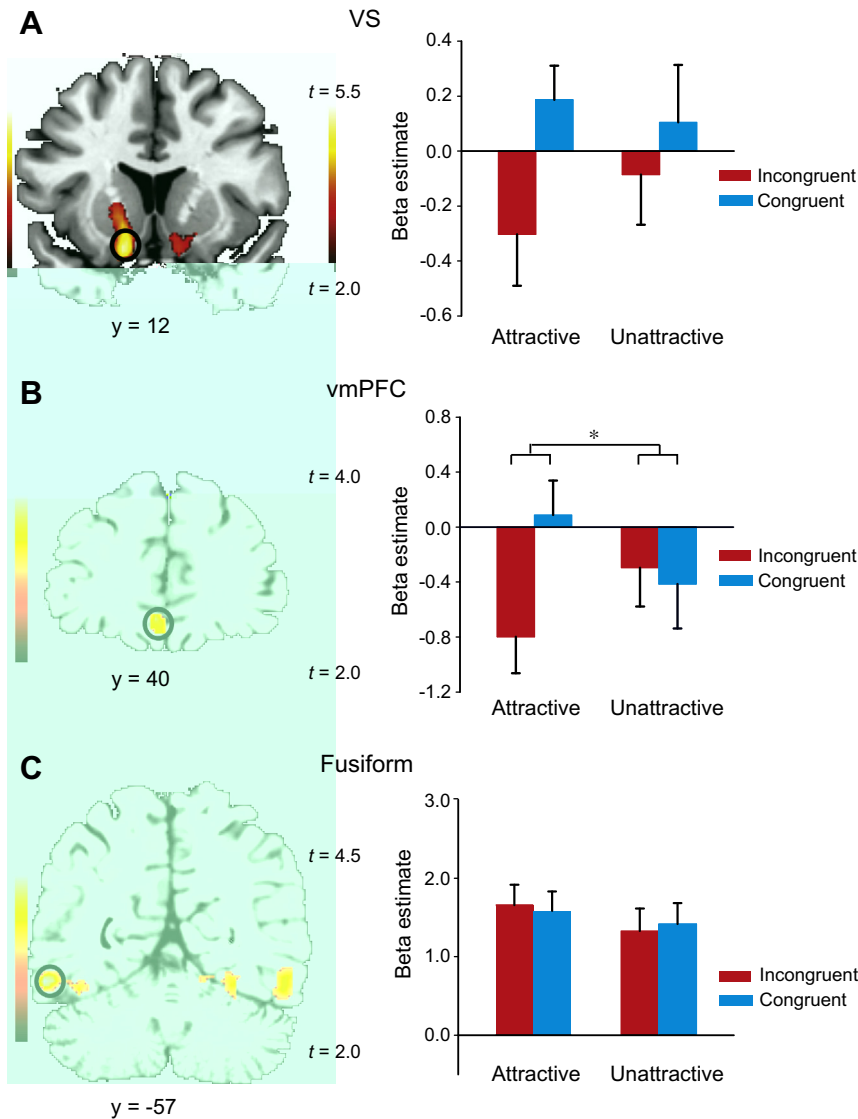 A
VS
t = 5.5
t = 2.0
y = 12
Beta estimate
0.4
0.2
0.0
-0.2
-0.4
-0.6
Attractive Unattractive
Incongruent
Congruent
B
vmPFC
t = 4.0
t = 2.0
y = 40
Beta estimate
0.8
0.4
0.0
-0.4
-0.8
-1.2
*
Attractive Unattractive
Incongruent
Congruent
C
Fusiform
t = 4.5
t = 2.0
y = -57
Beta estimate
3.0
2.0
1.0
0.0
Attractive Unattractive
Incongruent
Congruent